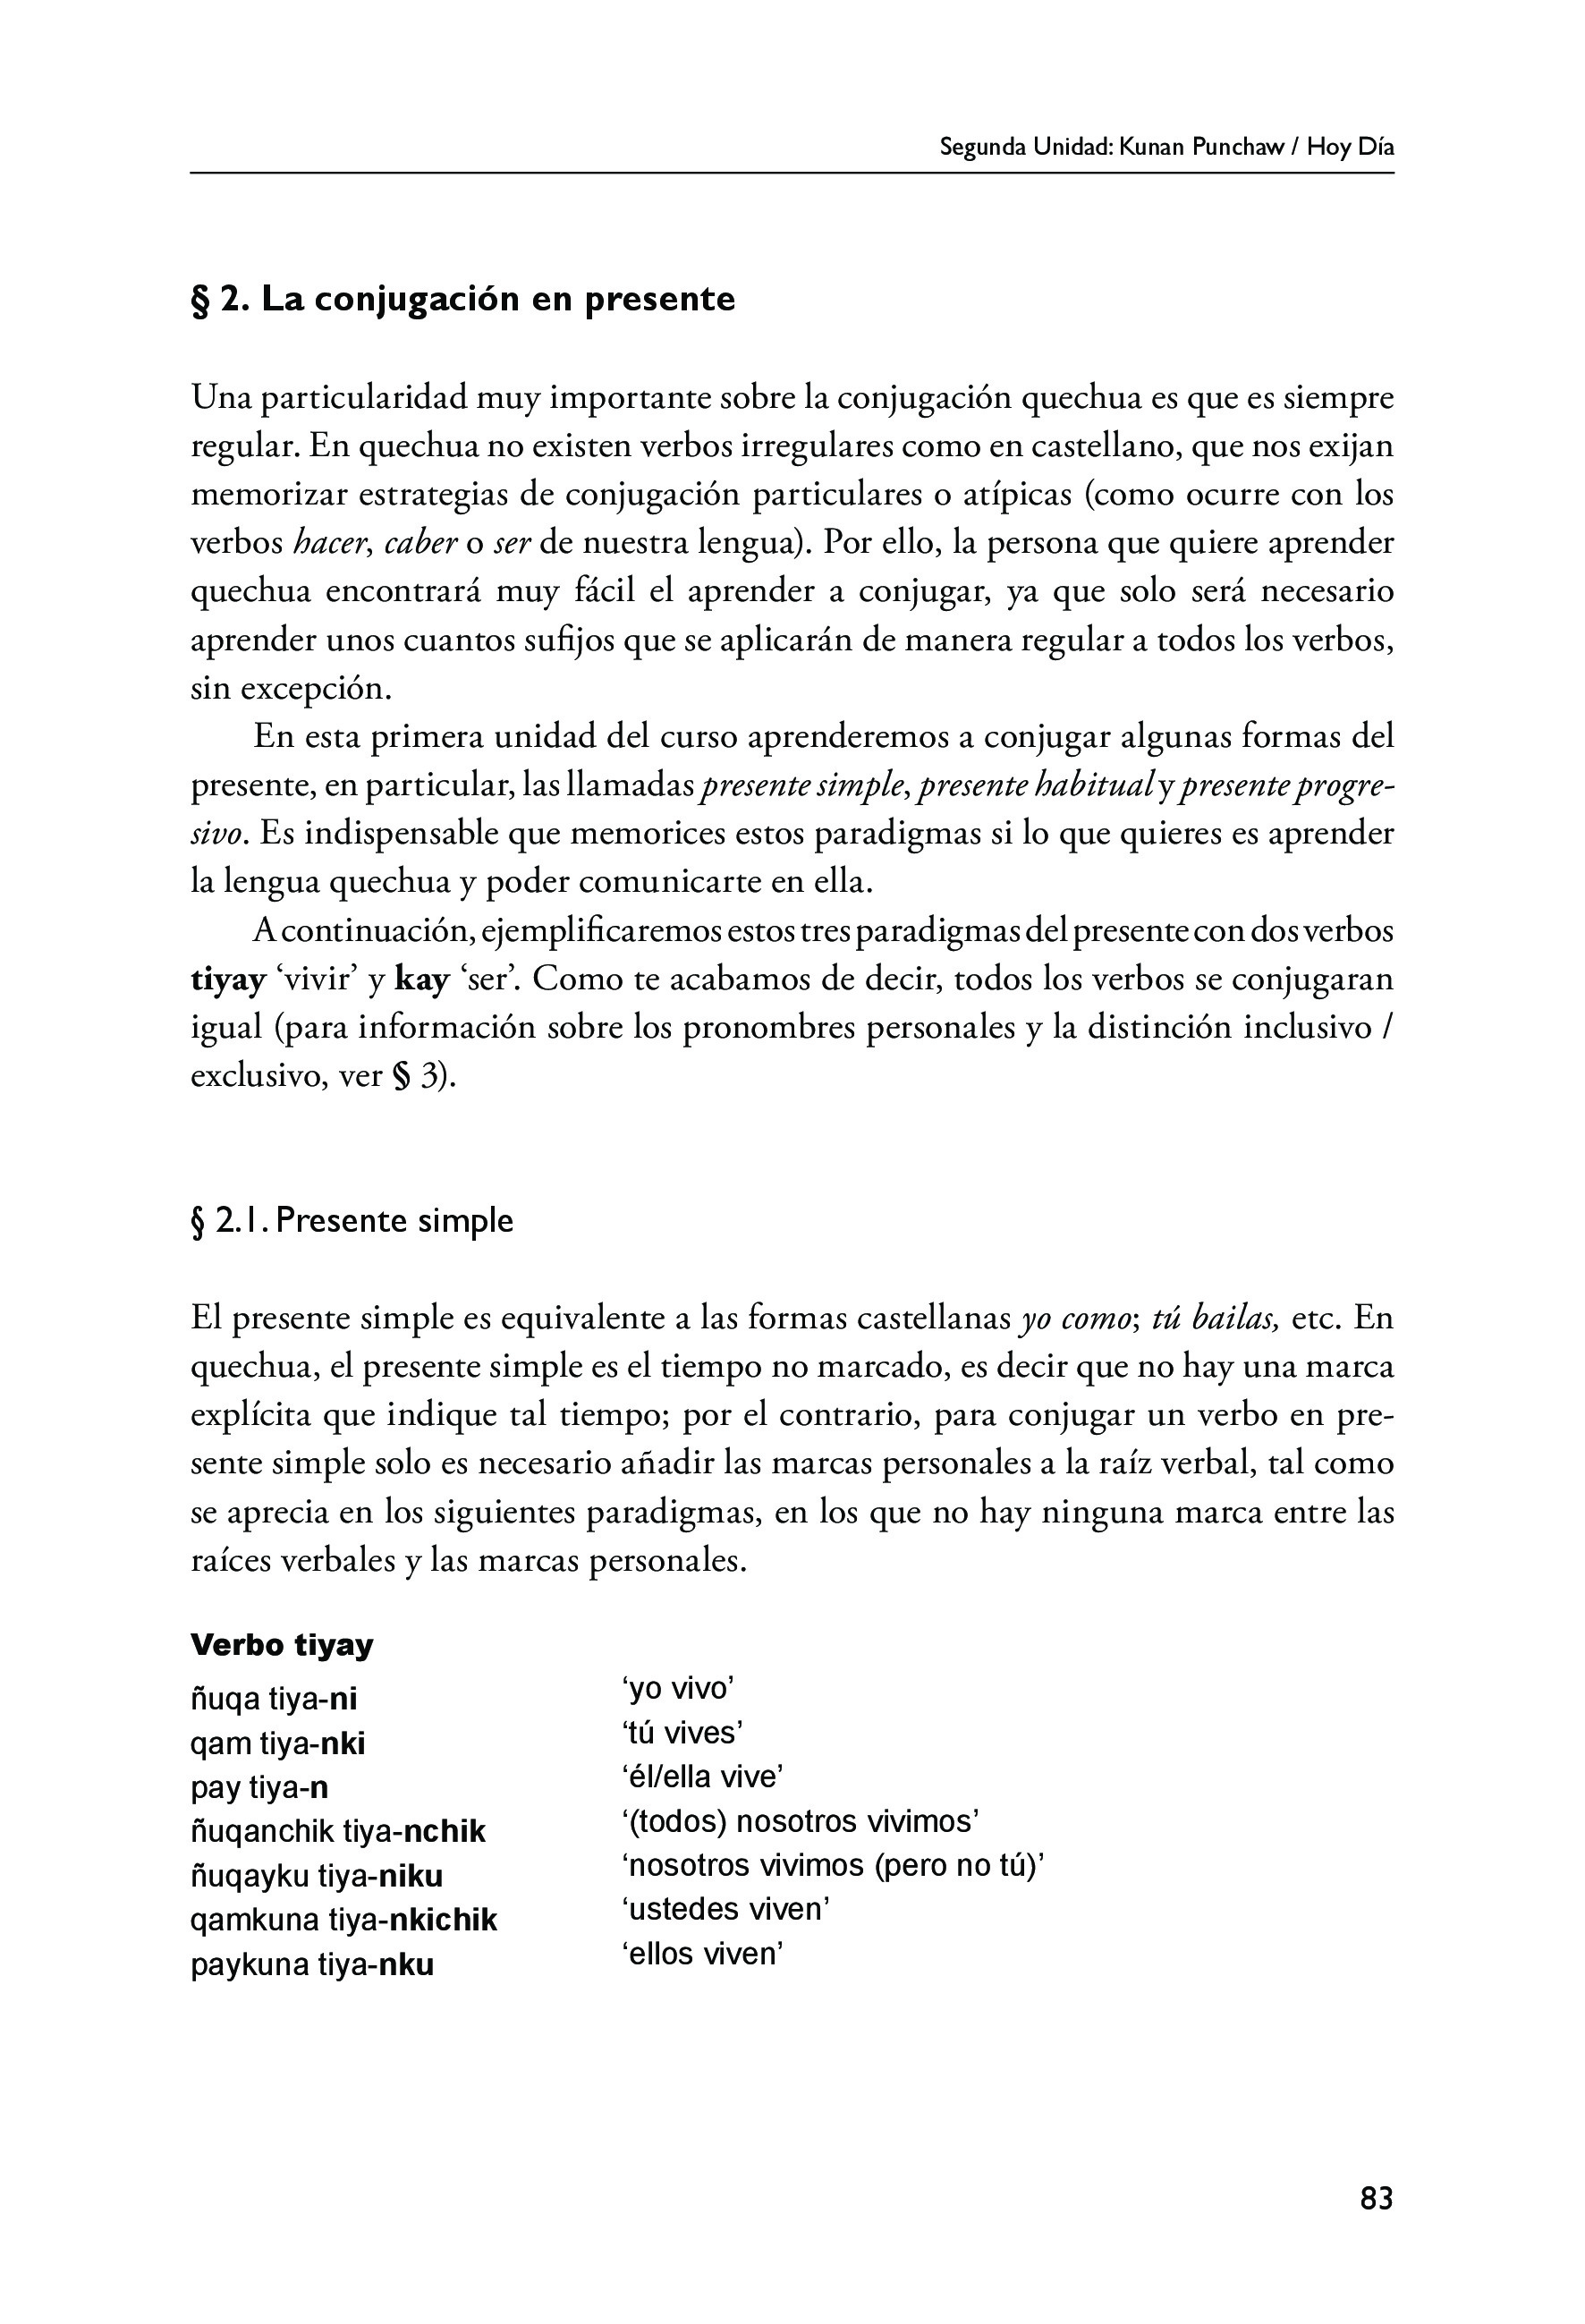 Segunda Unidad: Kunan Punchaw / Hoy Día
§ 2. La conjugación en presente
Una particularidad muy importante sobre la conjugación quechua es que es siempre
regular. En quechua no existen verbos irregulares como en castellano, que nos exijan
memorizar estrategias de conjugación particulares o atípicas (como ocurre con los
verbos hacer, caber o ser de nuestra lengua). Por ello, la persona que quiere aprender
quechua encontrará muy fácil el aprender a conjugar, ya que solo será necesario
aprender unos cuantos sufijos que se aplicarán de manera regular a todos los verbos,
sin excepción.
En esta primera unidad del curso aprenderemos a conjugar algunas formas del
presente, en particular, las llamadas presente simple, presente habitual y presente progre-
sivo. Es indispensable que memorices estos paradigmas si lo que quieres es aprender
la lengua quechua y poder comunicarte en ella.
A continuación, ejemplificaremos estos tres paradigmas del presente con dos verbos
tiyay ‘vivir’ y kay ‘ser’. Como te acabamos de decir, todos los verbos se conjugaran
igual (para información sobre los pronombres personales y la distinción inclusivo /
exclusivo, ver § 3).
§ 2.1. Presente simple
El presente simple es equivalente a las formas castellanas yo como; tú bailas, etc. En
quechua, el presente simple es el tiempo no marcado, es decir que no hay una marca
explícita que indique tal tiempo; por el contrario, para conjugar un verbo en pre-
sente simple solo es necesario añadir las marcas personales a la raíz verbal, tal como
se aprecia en los siguientes paradigmas, en los que no hay ninguna marca entre las
raíces verbales y las marcas personales.
Verbo tiyay
ñuqa tiya-ni ‘yo vivo’
qam tiya-nki ‘tú vives’
pay tiya-n ‘él/ella vive’
ñuqanchik tiya-nchik ‘(todos) nosotros vivimos’
ñuqayku tiya-niku ‘nosotros vivimos (pero no tú)’
qamkuna tiya-nkichik ‘ustedes viven’
paykuna tiya-nku ‘ellos viven’
83